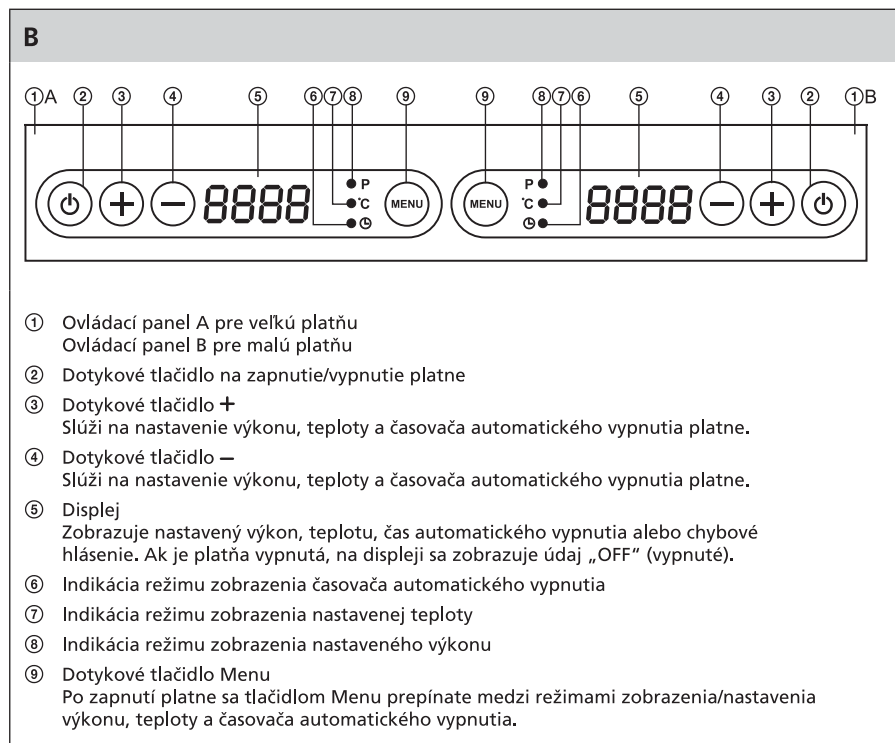 B
①A ② ③ ④ ⑤ ⑥⑦⑧ ⑨ ⑨ ⑧⑦⑥ ⑤ ④ ③ ② ①B
8888 P °C MENU MENU P °C 8888
① Ovládací panel A pre veľkú platňu
Ovládací panel B pre malú platňu
② Dotykové tlačidlo na zapnutie/vypnutie platne
③ Dotykové tlačidlo +
Slúži na nastavenie výkonu, teploty a časovača automatického vypnutia platne.
④ Dotykové tlačidlo –
Slúži na nastavenie výkonu, teploty a časovača automatického vypnutia platne.
⑤ Displej
Zobrazuje nastavený výkon, teplotu, čas automatického vypnutia alebo chybové
hlásenie. Ak je platňa vypnutá, na displeji sa zobrazuje údaj „OFF" (vypnuté).
⑥ Indikácia režimu zobrazenia časovača automatického vypnutia
⑦ Indikácia režimu zobrazenia nastavenej teploty
⑧ Indikácia režimu zobrazenia nastaveného výkonu
⑨ Dotykové tlačidlo Menu
Po zapnutí platne sa tlačidlom Menu prepínate medzi režimami zobrazenia/nastavenia
výkonu, teploty a časovača automatického vypnutia.